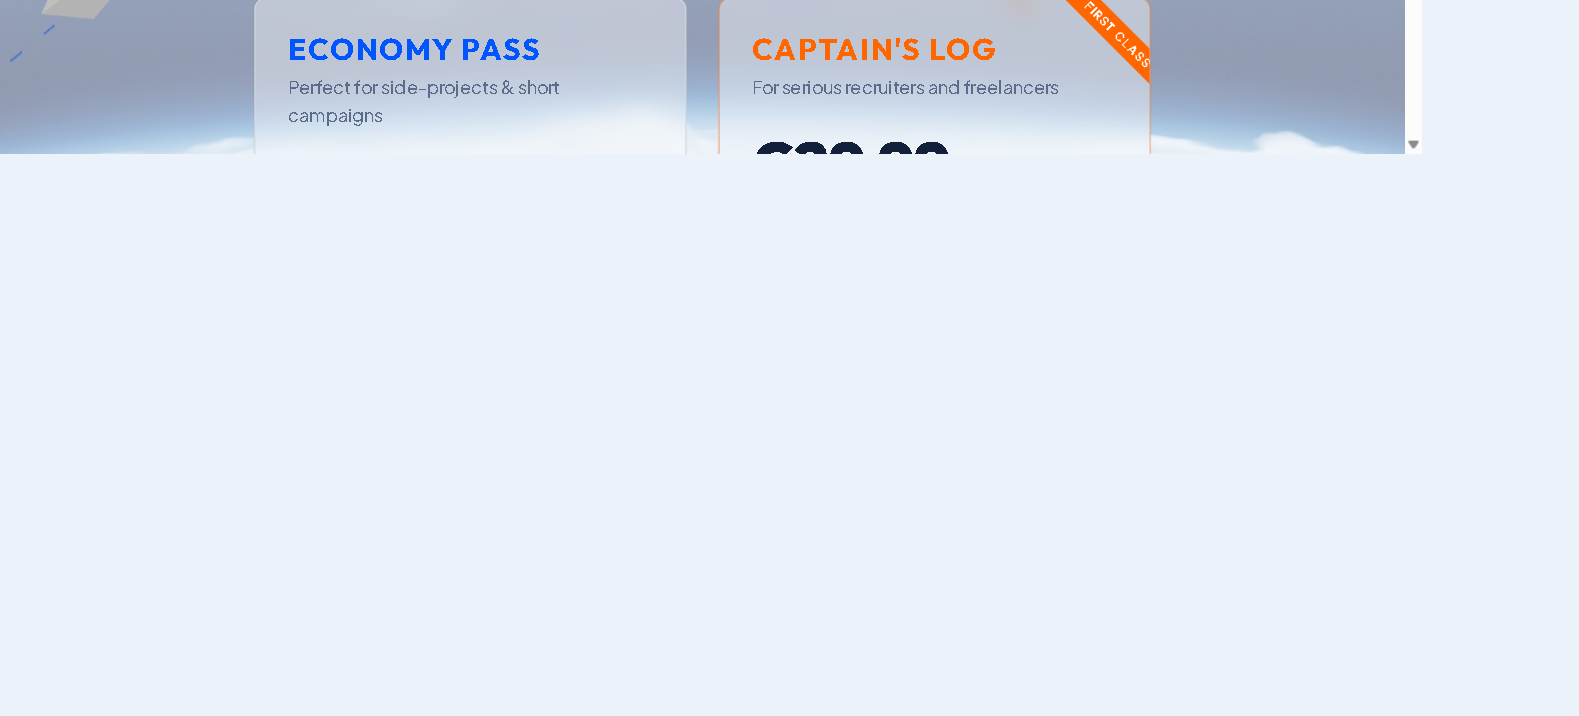 ECONOMY PASS
Perfect for side-projects & short
campaigns
FIRST CLASS
CAPTAIN'S LOG
For serious recruiters and freelancers